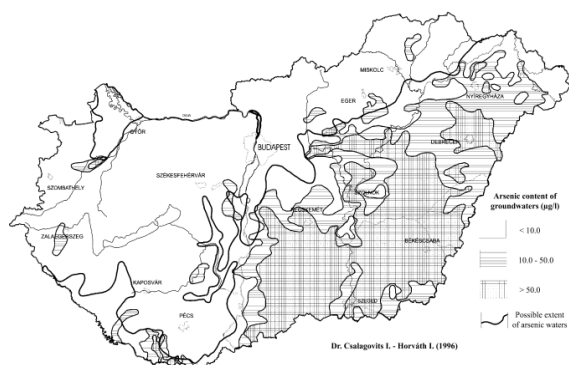 MISKOLC
NYÍREGYHÁZA
EGER
GYŐR
BUDAPEST
DEBRECEN
SZOMBATHELY
SZÉKESFEHÉRVÁR
SZOLNOK
Arsenic content of
groundwaters (µg/l)
KECSKEMÉT
< 10.0
ZALAEGERSZEG
BÉKÉSCSABA
10.0 - 50.0
KAPOSVÁR
> 50.0
SZEGED
PÉCS
Possible extent
of arsenic waters
Dr. Csalagovits I. - Horváth I. (1996)